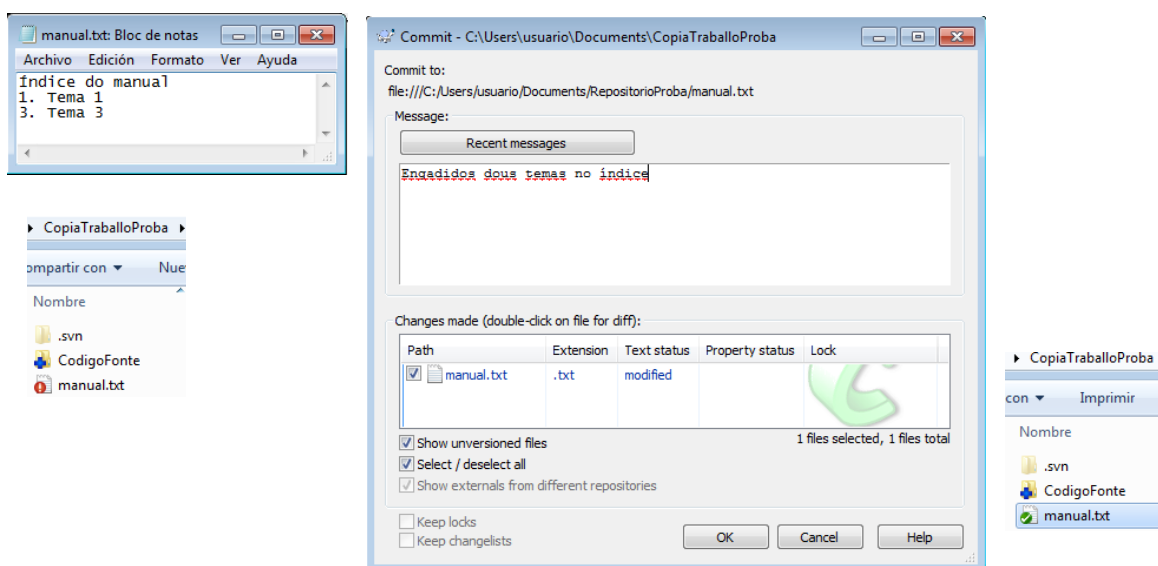 manual.txt: Bloc de notas
Archivo Edición Formato Ver Ayuda
Índice do manual
1. Tema 1
3. Tema 3
CopiaTraballoProba
ompartir con
Nue
Nombre
.svn
CodigoFonte
manual.txt
Commit - C:\Users\usuario\Documents\CopiaTraballoProba
Commit to:
file:///C:/Users/usuario/Documents/RepositorioProba/manual.txt
Message:
Recent messages
Engadidos dous temas no índice
Changes made (double-click on file for diff):
Path Extension Text status Property status Lock
manual.txt .txt modified
Show unversioned files
1 files selected, 1 files total
Select / deselect all
Show externals from different repositories
Keep locks
Keep changelists
OK Cancel Help
CopiaTraballoProba
con Imprimir
Nombre
.svn
CodigoFonte
manual.txt